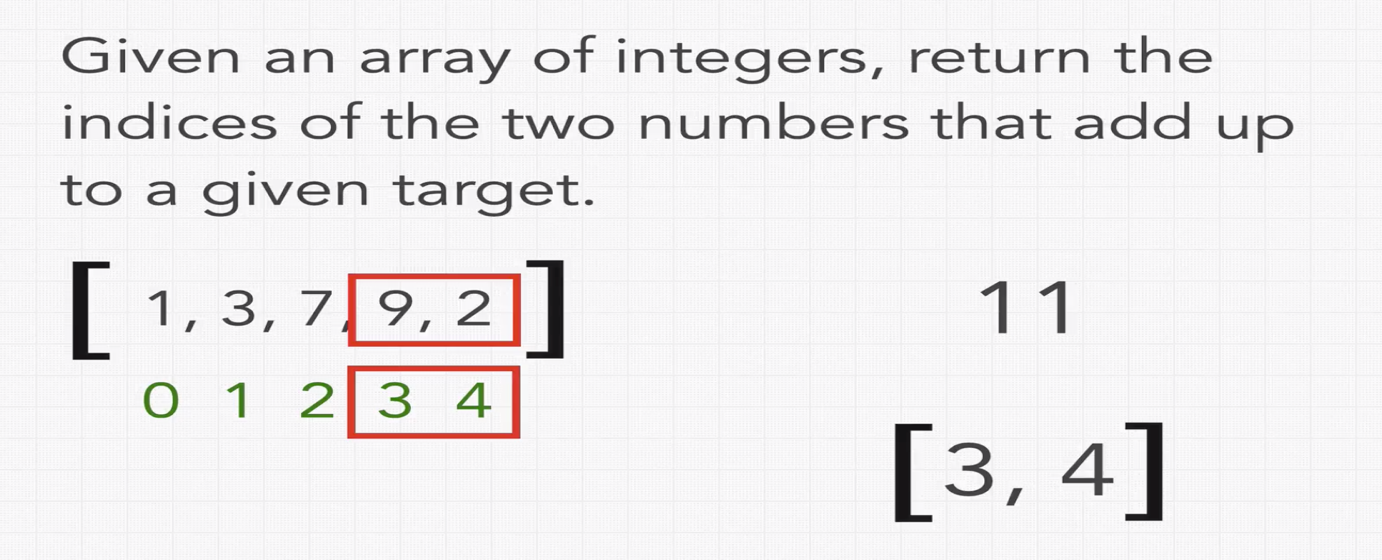 Given an array of integers, return the
indices of the two numbers that add up
to a given target.
[ 1, 3, 7, 9, 2 ]
0 1 2 3 4
11
[3, 4]